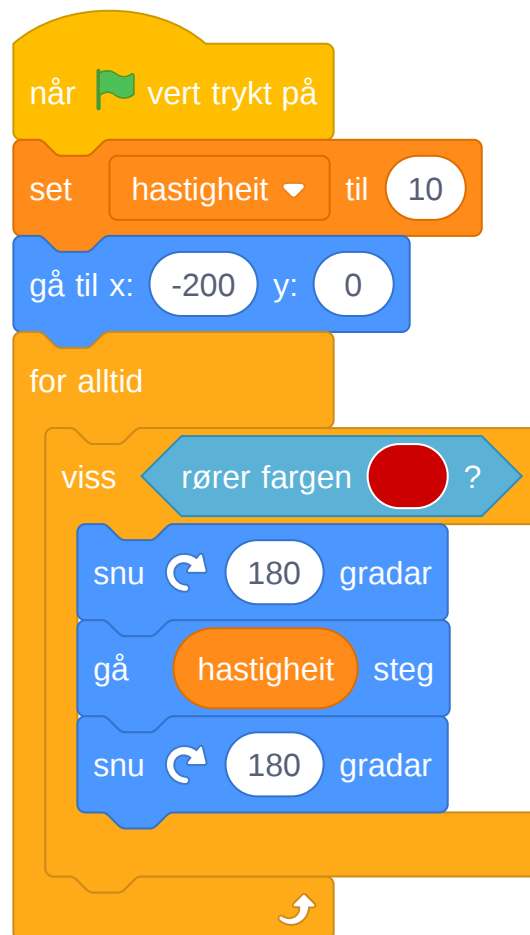 når vert trykt på
set hastigheit til 10
gå til x: -200 y: 0
for alltid
viss rører fargen ?
snu 180 gradar
gå hastigheit steg
snu 180 gradar